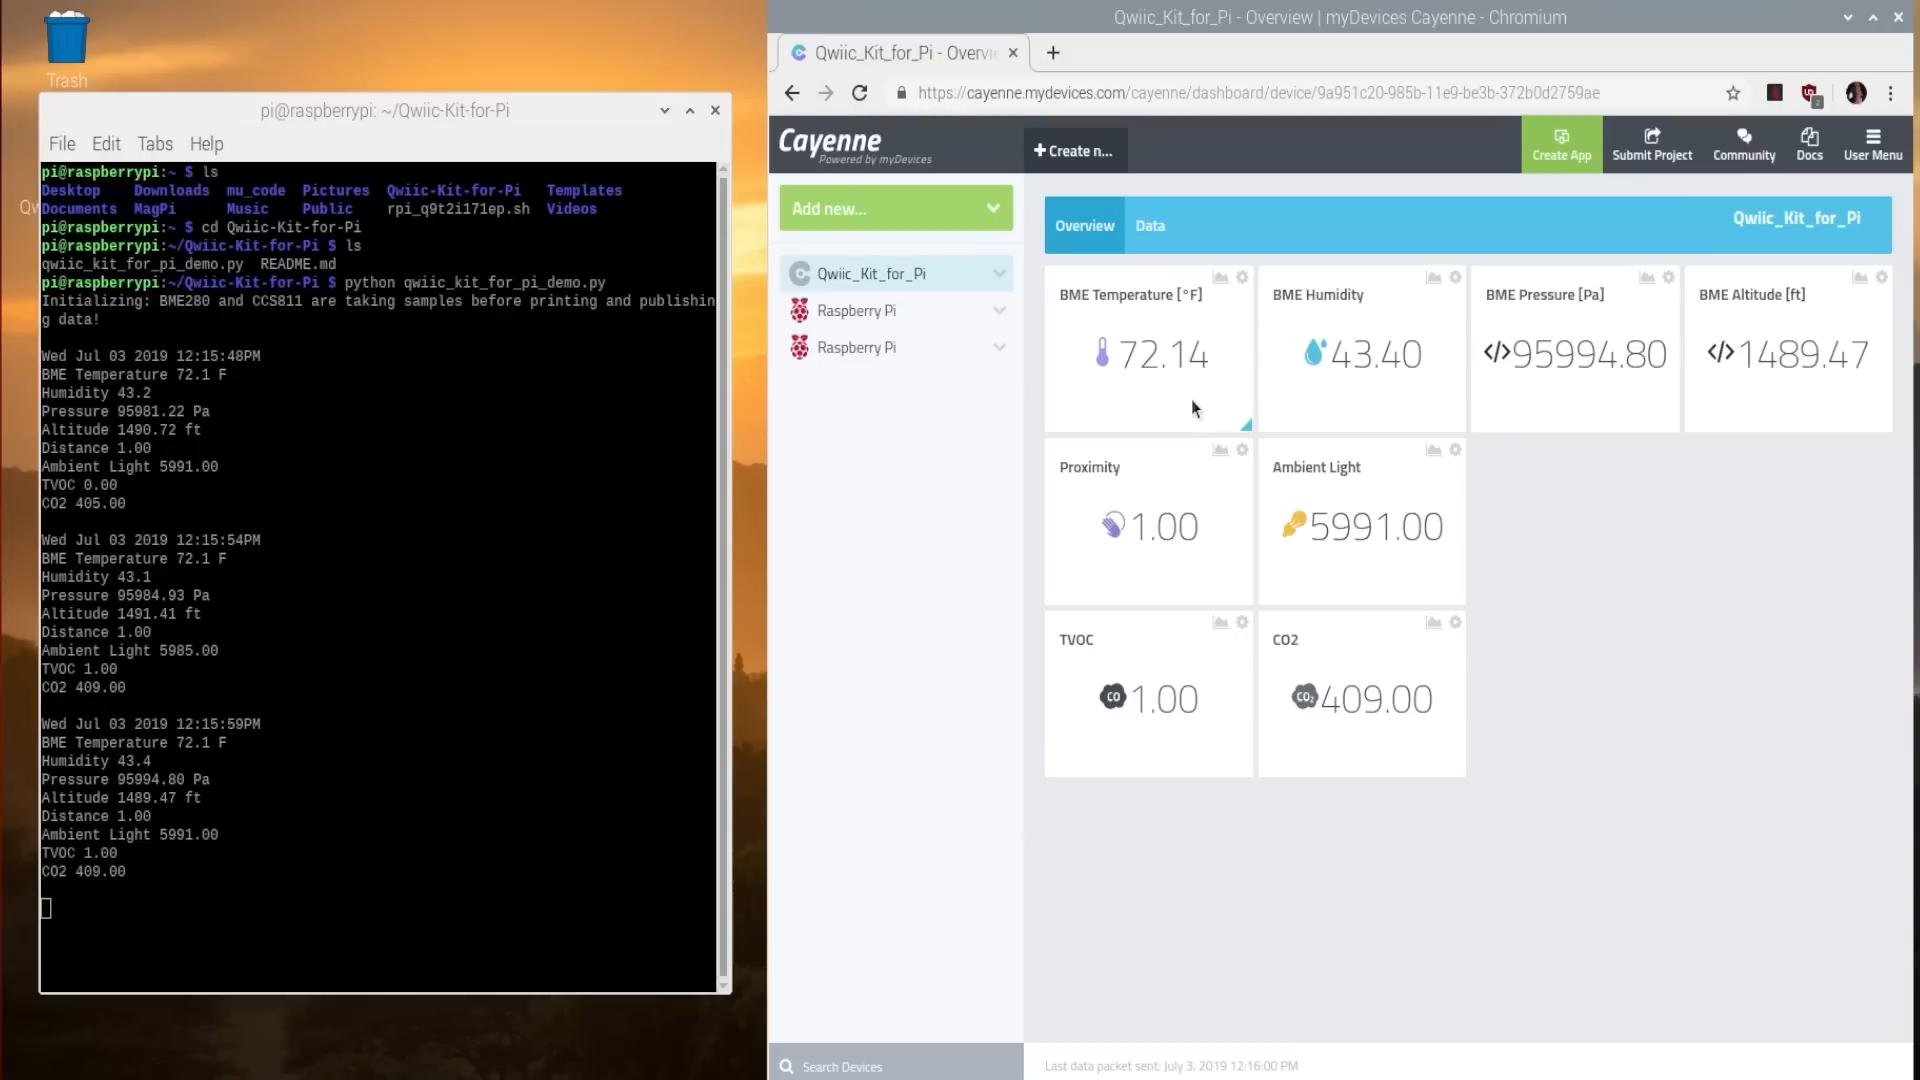 Trash
Qw
pi@raspberrypi: ~/Qwiic-Kit-for-Pi
File Edit Tabs Help
pi@raspberrypi:~ $ ls
Desktop Downloads mu_code Pictures Qwiic-Kit-for-Pi Templates
Documents MagPi Music Public rpi_q9t2i171ep.sh Videos
pi@raspberrypi:~ $ cd Qwiic-Kit-for-Pi
pi@raspberrypi:~/Qwiic-Kit-for-Pi $ ls
qwiic_kit_for_pi_demo.py README.md
pi@raspberrypi:~/Qwiic-Kit-for-Pi $ python qwiic_kit_for_pi_demo.py
Initializing: BME280 and CCS811 are taking samples before printing and publishin
g data!
Wed Jul 03 2019 12:15:48PM
BME Temperature 72.1 F
Humidity 43.2
Pressure 95981.22 Pa
Altitude 1490.72 ft
Distance 1.00
Ambient Light 5991.00
TVOC 0.00
CO2 405.00
Wed Jul 03 2019 12:15:54PM
BME Temperature 72.1 F
Humidity 43.1
Pressure 95984.93 Pa
Altitude 1491.41 ft
Distance 1.00
Ambient Light 5985.00
TVOC 1.00
CO2 409.00
Wed Jul 03 2019 12:15:59PM
BME Temperature 72.1 F
Humidity 43.4
Pressure 95994.80 Pa
Altitude 1489.47 ft
Distance 1.00
Ambient Light 5991.00
TVOC 1.00
CO2 409.00
Qwiic_Kit_for_Pi - Overview | myDevices Cayenne - Chromium
Qwiic_Kit_for_Pi - Overvi
https://cayenne.mydevices.com/cayenne/dashboard/device/9a951c20-985b-11e9-be3b-372b0d2759ae
2
Cayenne
Powered by myDevices
+ Create n...
Create App
Submit Project
Community
Docs
User Menu
Add new...
Qwiic_Kit_for_Pi
Raspberry Pi
Raspberry Pi
Search Devices
Overview Data Qwiic_Kit_for_Pi
BME Temperature [°F]
72.14
BME Humidity
43.40
BME Pressure [Pa]
</>95994.80
BME Altitude [ft]
</>1489.47
Proximity
1.00
Ambient Light
5991.00
TVOC
CO 1.00
CO2
CO₂ 409.00
Last data packet sent: July 3, 2019 12:16:00 PM